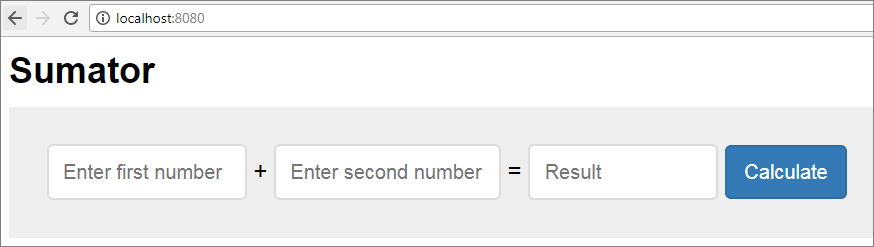 localhost:8080
Sumator
Enter first number + Enter second number = Result Calculate